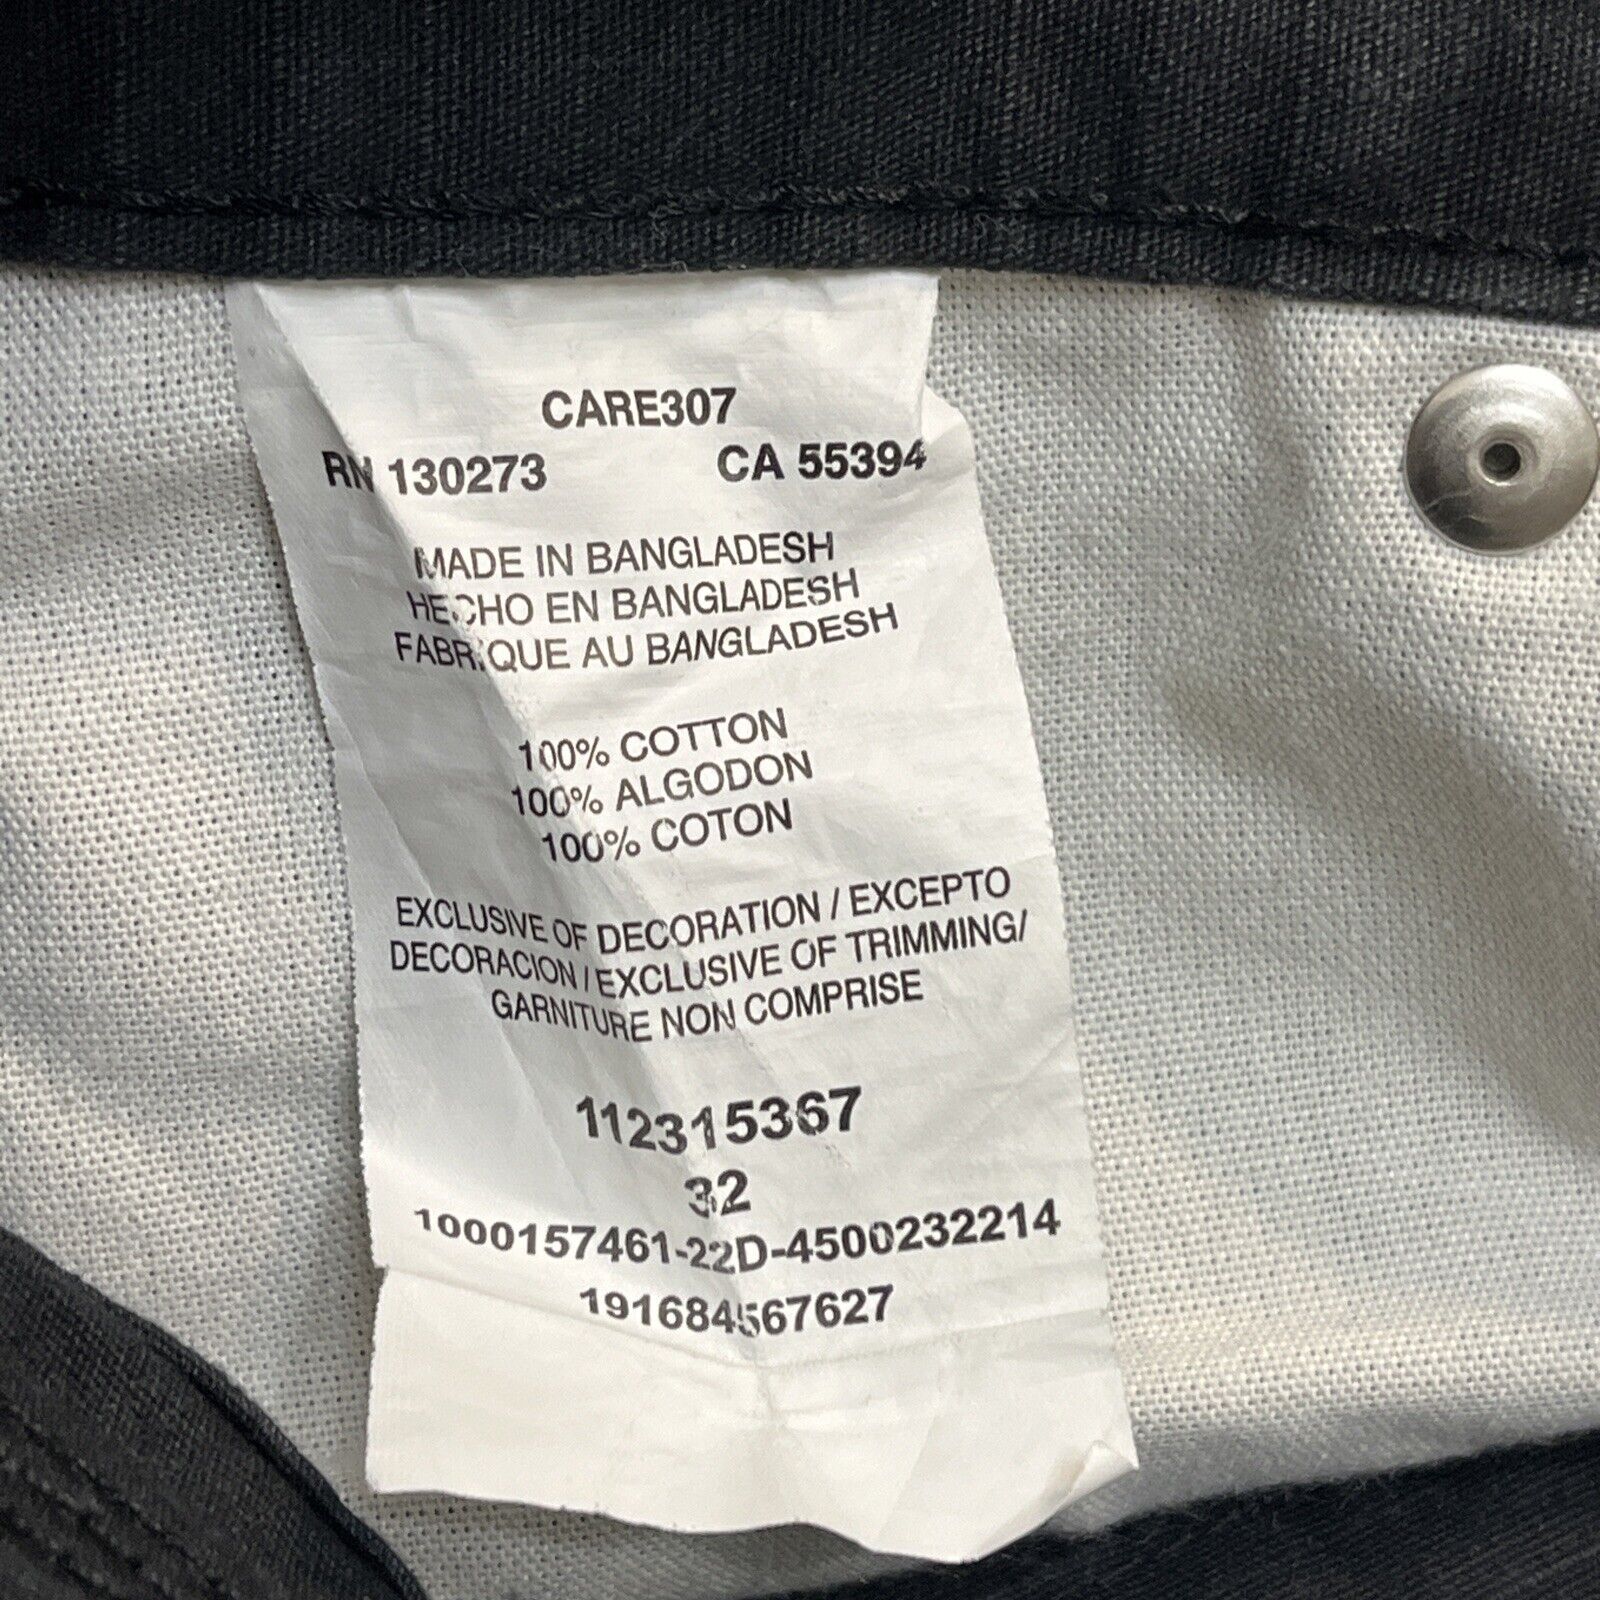 CARE307
RN 130273 CA 55394
MADE IN BANGLADESH
HECHO EN BANGLADESH
FABRIQUE AU BANGLADESH
100% COTTON
100% ALGODON
100% COTON
EXCLUSIVE OF DECORATION / EXCEPTO
DECORACION / EXCLUSIVE OF TRIMMING/
GARNITURE NON COMPRISE
112315367
32
1000157461-22D-4500232214
191684567627